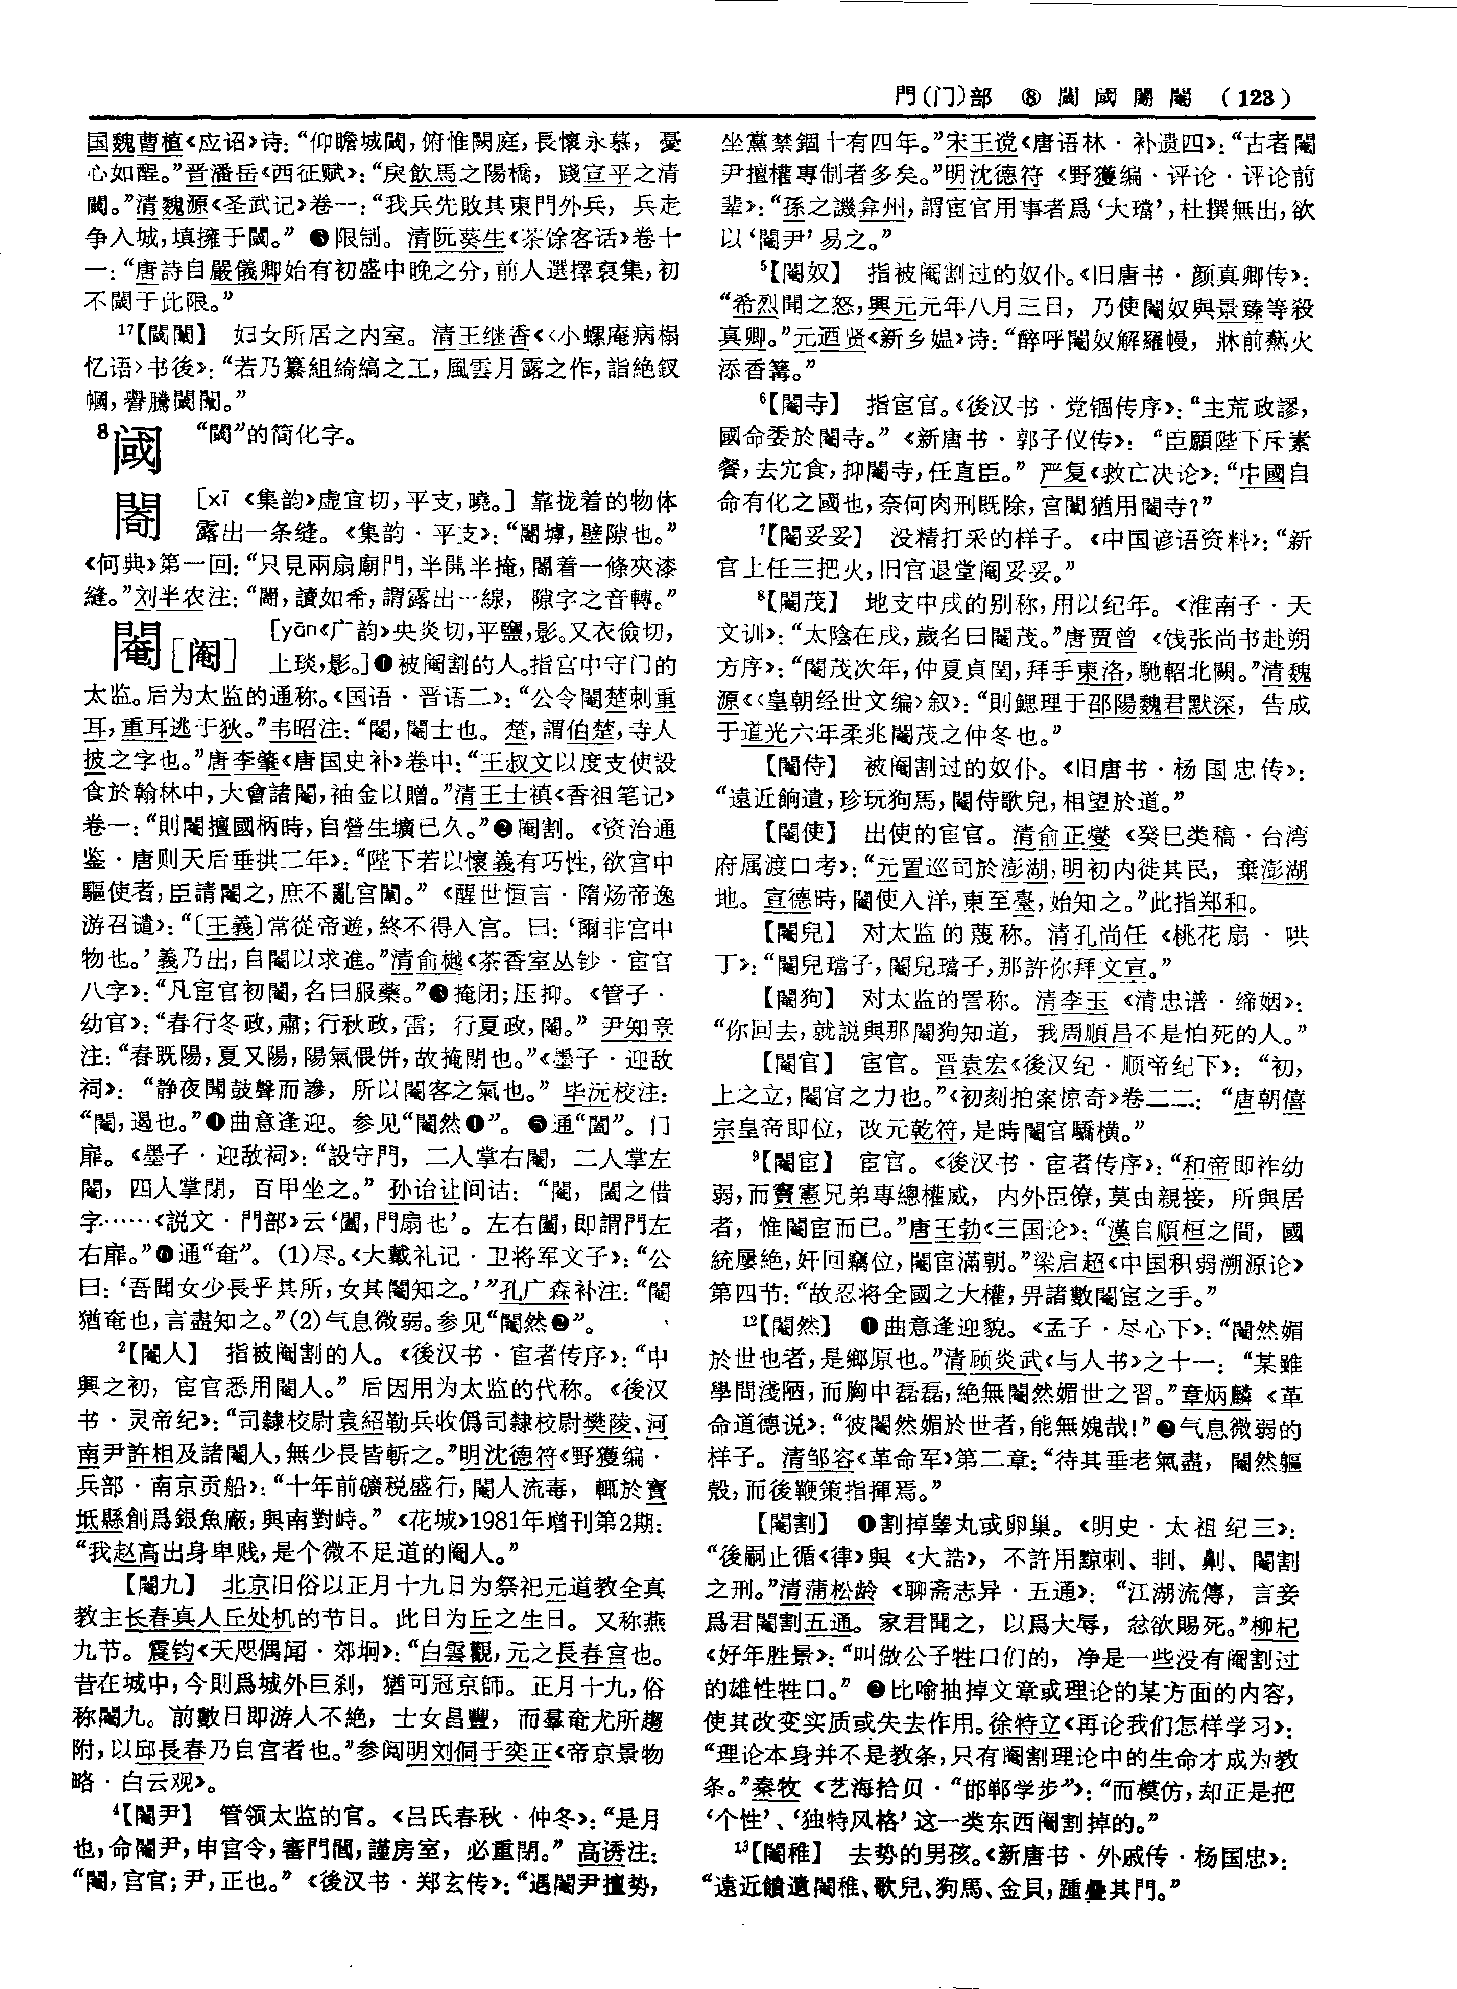 門(门)部 ⑧ 閾阈䦧閹 (123)
国魏曹植《应诏》诗：“仰瞻城閾，俯惟闕庭，長懷永慕，憂
心如酲。”晋潘岳《西征赋》：“戾飲馬之陽橋，踐宣平之清
閾。”清魏源《圣武记》卷一：“我兵先敗其東門外兵，兵走
争入城，填擁于閾。” ❸限制。清阮葵生《茶馀客话》卷十
一：“唐詩自嚴儀卿始有初盛中晚之分，前人選擇裒集，初
不閾于此限。”
17【閾闈】 妇女所居之内室。清王继香《〈小螺庵病榻
忆语〉书後》：“若乃纂組綺縞之工，風雲月露之作，詣絶釵
幗，譽騰閾闈。”
8阈 “閾”的简化字。
䦧 [xī《集韵》虚宜切，平支，曉。] 靠拢着的物体
露出一条缝。《集韵·平支》：“䦧㙤，壁隙也。”
《何典》第一回：“只見兩扇廟門，半開半掩，䦧着一條夾漆
縫。”刘半农注：“䦧，讀如希，謂露出一線，隙字之音轉。”
閹[阉] [yān《广韵》央炎切，平鹽，影。又衣儉切，
上琰，影。]❶被阉割的人。指宫中守门的
太监。后为太监的通称。《国语·晋语二》：“公令閹楚刺重
耳，重耳逃于狄。”韦昭注：“閹，閹士也。楚，謂伯楚，寺人
披之字也。”唐李肇《唐国史补》卷中：“王叔文以度支使設
食於翰林中，大會諸閹，袖金以贈。”清王士禛《香祖笔记》
卷一：“則閹擅國柄時，自營生壙已久。”❷阉割。《资治通
鉴·唐则天后垂拱二年》：“陛下若以懷義有巧性，欲宫中
驅使者，臣請閹之，庶不亂宫闈。”《醒世恒言·隋炀帝逸
游召谴》：“〔王義〕常從帝遊，終不得入宫。曰：‘爾非宫中
物也。’義乃出，自閹以求進。”清俞樾《茶香室丛钞·宦官
八字》：“凡宦官初閹，名曰服藥。”❸掩闭；压抑。《管子·
幼官》：“春行冬政，肅；行秋政，雷；行夏政，閹。”尹知章
注：“春既陽，夏又陽，陽氣偎併，故掩閉也。”《墨子·迎敌
祠》：“静夜聞鼓聲而謲，所以閹客之氣也。”毕沅校注：
“閹，遏也。”❹曲意逢迎。参见“閹然❶”。❺通“闔”。门
扉。《墨子·迎敌祠》：“設守門，二人掌右閹，二人掌左
閹，四人掌閉，百甲坐之。”孙诒让间诂：“閹，闔之借
字……《説文·門部》云‘闔，門扇也’。左右闔，即謂門左
右扉。”❻通“奄”。(1)尽。《大戴礼记·卫将军文子》：“公
曰：‘吾聞女少長乎其所，女其閹知之。’”孔广森补注：“閹
猶奄也，言盡知之。”(2)气息微弱。参见“閹然❷”。
2【閹人】 指被阉割的人。《後汉书·宦者传序》：“中
興之初，宦官悉用閹人。”后因用为太监的代称。《後汉
书·灵帝纪》：“司隸校尉袁紹勒兵收僞司隸校尉樊陵、河
南尹許相及諸閹人，無少長皆斬之。”明沈德符《野獲编·
兵部·南京贡船》：“十年前礦税盛行，閹人流毒，輒於寶
坻縣創爲銀魚廠，與南對峙。”《花城》1981年增刊第2期：
“我赵高出身卑贱，是个微不足道的阉人。”
【閹九】 北京旧俗以正月十九日为祭祀元道教全真
教主长春真人丘处机的节日。此日为丘之生日。又称燕
九节。震钧《天咫偶闻·郊坰》：“白雲觀，元之長春宫也。
昔在城中，今則爲城外巨刹，猶可冠京師。正月十九，俗
称閹九。前數日即游人不絶，士女昌豐，而羣奄尤所趨
附，以邱長春乃自宫者也。”参阅明刘侗于奕正《帝京景物
略·白云观》。
4【閹尹】 管领太监的官。《吕氏春秋·仲冬》：“是月
也，命閹尹，申宫令，審門閭，謹房室，必重閉。”高诱注：
“閹，宫官；尹，正也。”《後汉书·郑玄传》：“遇閹尹擅勢，
坐黨禁錮十有四年。”宋王谠《唐语林·补遗四》：“古者閹
尹擅權專制者多矣。”明沈德符《野獲编·评论·评论前
辈》：“孫之譏弇州，謂宦官用事者爲‘大璫’，杜撰無出，欲
以‘閹尹’易之。”
5【閹奴】 指被阉割过的奴仆。《旧唐书·颜真卿传》：
“希烈聞之怒，興元元年八月三日，乃使閹奴與景臻等殺
真卿。”元迺贤《新乡媪》诗：“醉呼閹奴解羅幔，牀前爇火
添香篝。”
6【閹寺】 指宦官。《後汉书·党锢传序》：“主荒政謬，
國命委於閹寺。”《新唐书·郭子仪传》：“臣願陛下斥素
餐，去宂食，抑閹寺，任直臣。”严复《救亡决论》：“中國自
命有化之國也，奈何肉刑既除，宫闈猶用閹寺？”
7【閹妥妥】 没精打采的样子。《中国谚语资料》：“新
官上任三把火，旧官退堂阉妥妥。”
8【閹茂】 地支中戌的别称，用以纪年。《淮南子·天
文训》：“太陰在戌，歲名曰閹茂。”唐贾曾《饯张尚书赴朔
方序》：“閹茂次年，仲夏貞閏，拜手東洛，馳軺北闕。”清魏
源《〈皇朝经世文编〉叙》：“則鰓理于邵陽魏君默深，告成
于道光六年柔兆閹茂之仲冬也。”
【閹侍】 被阉割过的奴仆。《旧唐书·杨国忠传》：
“遠近餉遺，珍玩狗馬，閹侍歌兒，相望於道。”
【閹使】 出使的宦官。清俞正燮《癸巳类稿·台湾
府属渡口考》：“元置巡司於澎湖，明初内徙其民，棄澎湖
地。宣德時，閹使入洋，東至臺，始知之。”此指郑和。
【閹兒】 对太监的蔑称。清孔尚任《桃花扇·哄
丁》：“閹兒璫子，閹兒璫子，那許你拜文宣。”
【閹狗】 对太监的詈称。清李玉《清忠谱·缔姻》：
“你回去，就説與那閹狗知道，我周順昌不是怕死的人。”
【閹官】 宦官。晋袁宏《後汉纪·顺帝纪下》：“初，
上之立，閹官之力也。”《初刻拍案惊奇》卷二二：“唐朝僖
宗皇帝即位，改元乾符，是時閹官驕横。”
9【閹宦】 宦官。《後汉书·宦者传序》：“和帝即祚幼
弱，而竇憲兄弟專總權威，内外臣僚，莫由親接，所與居
者，惟閹宦而已。”唐王勃《三国论》：“漢自順桓之間，國
統屢絶，奸回竊位，閹宦滿朝。”梁启超《中国积弱溯源论》
第四节：“故忍将全國之大權，畀諸數閹宦之手。”
12【閹然】 ❶曲意逢迎貌。《孟子·尽心下》：“閹然媚
於世也者，是鄉原也。”清顾炎武《与人书》之十一：“某雖
學問淺陋，而胸中磊磊，絶無閹然媚世之習。”章炳麟《革
命道德说》：“彼閹然媚於世者，能無媿哉！”❷气息微弱的
样子。清邹容《革命军》第二章：“待其垂老氣盡，閹然軀
殼，而後鞭策指揮焉。”
【閹割】 ❶割掉睾丸或卵巢。《明史·太祖纪三》：
“後嗣止循《律》與《大誥》，不許用黥刺、剕、劓、閹割
之刑。”清蒲松龄《聊斋志异·五通》：“江湖流傳，言妾
爲君閹割五通。家君聞之，以爲大辱，忿欲賜死。”柳杞
《好年胜景》：“叫做公子牲口们的，净是一些没有阉割过
的雄性牲口。” ❷比喻抽掉文章或理论的某方面的内容，
使其改变实质或失去作用。徐特立《再论我们怎样学习》：
“理论本身并不是教条，只有阉割理论中的生命才成为教
条。”秦牧《艺海拾贝·“邯郸学步”》：“而模仿，却正是把
‘个性’、‘独特风格’这一类东西阉割掉的。”
13【閹稚】 去势的男孩。《新唐书·外戚传·杨国忠》：
“遠近饋遺閹稚、歌兒、狗馬、金貝，踵疊其門。”